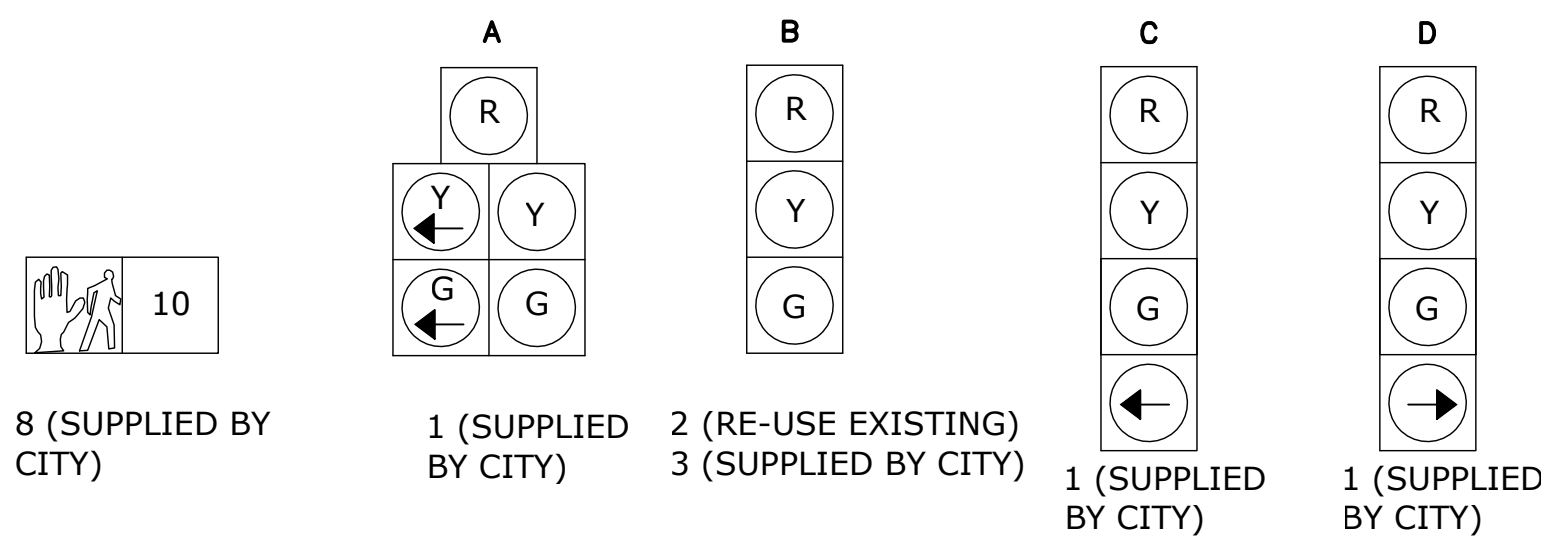 A
B
C
D
R
R
R
R
Y
Y
Y
Y
Y
10
G
G
G
G
G
8 (SUPPLIED BY
CITY)
1 (SUPPLIED
BY CITY)
2 (RE-USE EXISTING)
3 (SUPPLIED BY CITY)
1 (SUPPLIED
BY CITY)
1 (SUPPLIED
BY CITY)